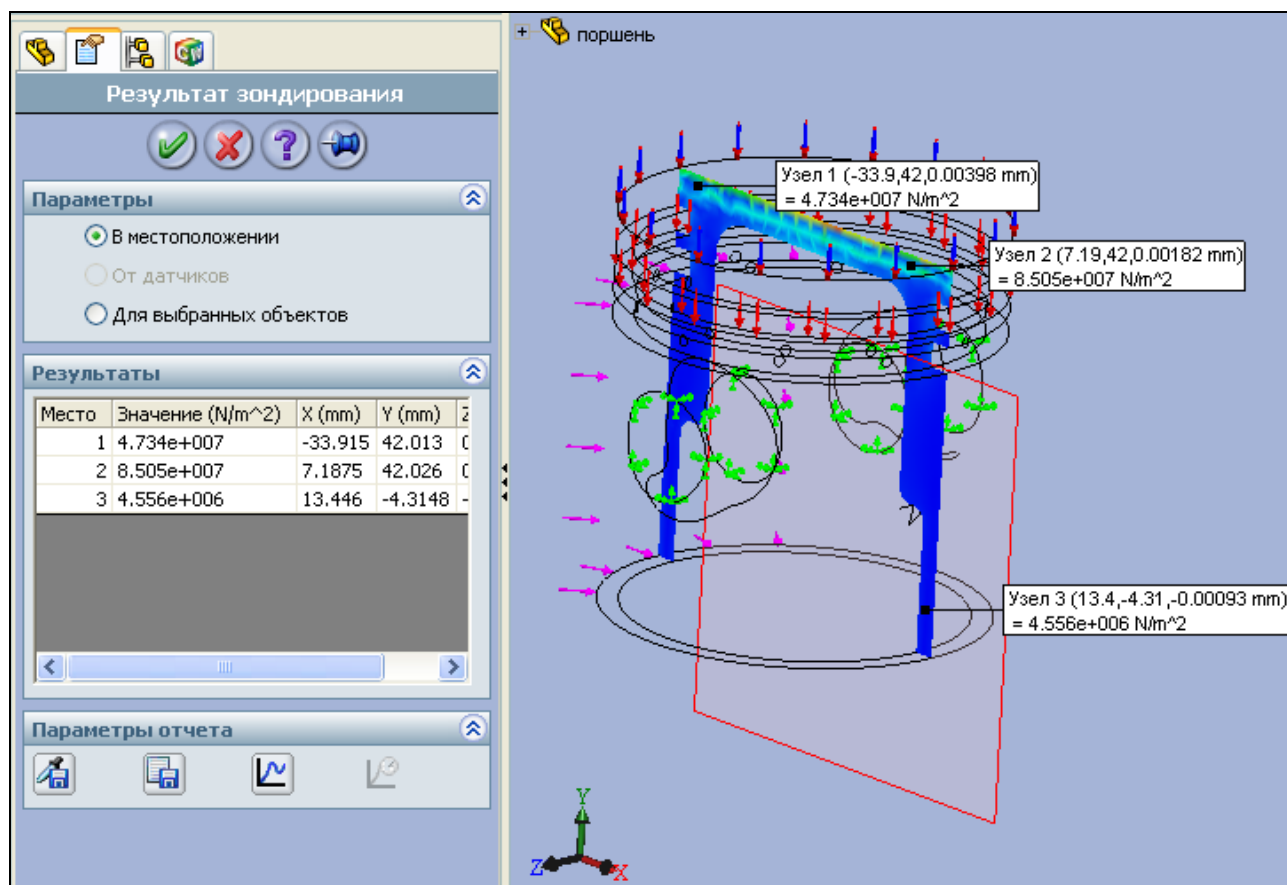 Результат зондирования
Параметры
В местоположении
От датчиков
Для выбранных объектов
Результаты
Место Значение (N/m^2) X (mm) Y (mm)
1 4.734e+007 -33.915 42.013
2 8.505e+007 7.1875 42.026
3 4.556e+006 13.446 -4.3148 -
Параметры отчета
поршень
Узел 1 (-33.9,42,0.00398 mm)
= 4.734e+007 N/m^2
Узел 2 (7.19,42,0.00182 mm)
= 8.505e+007 N/m^2
Узел 3 (13.4,-4.31,-0.00093 mm)
= 4.556e+006 N/m^2
Y
Z
X